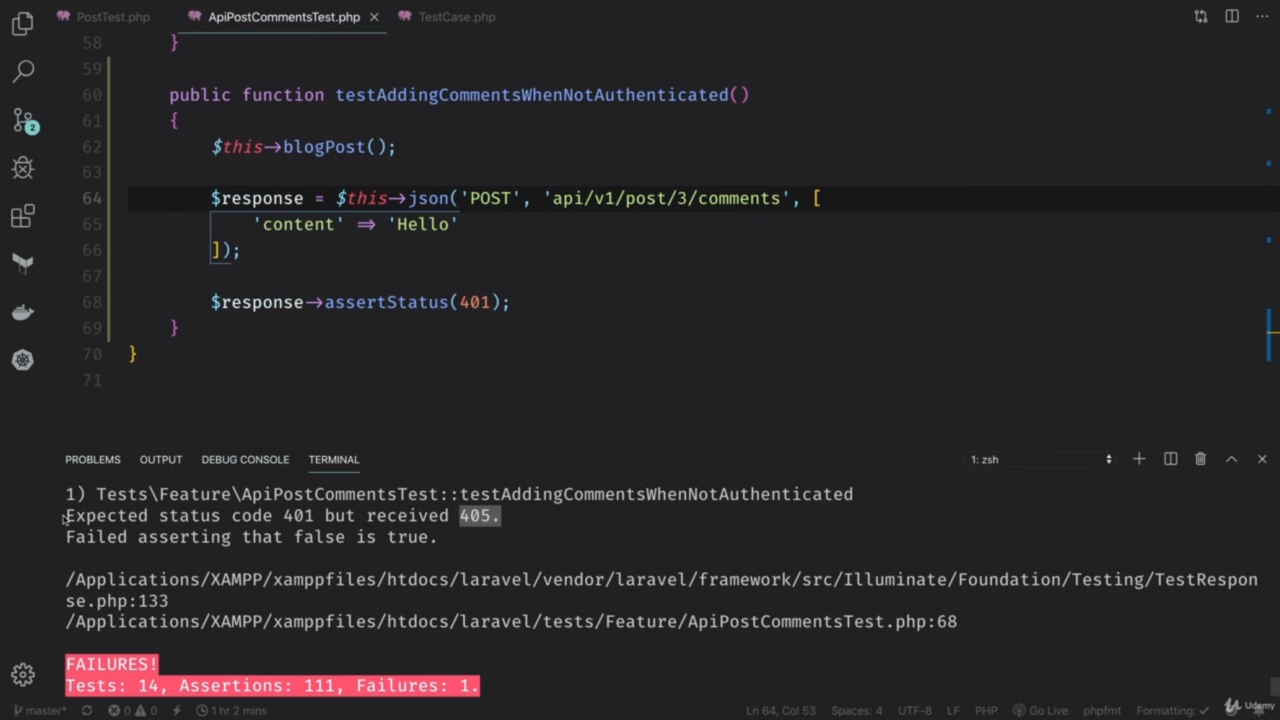 PostTest.php ApiPostCommentsTest.php TestCase.php
58 }
59
60 public function testAddingCommentsWhenNotAuthenticated()
61 {
62 $this->blogPost();
63
64 $response = $this->json('POST', 'api/v1/post/3/comments', [
65 'content' => 'Hello'
66 ]);
67
68 $response->assertStatus(401);
69 }
70 }
71
2
PROBLEMS OUTPUT DEBUG CONSOLE TERMINAL 1: zsh
1) Tests\Feature\ApiPostCommentsTest::testAddingCommentsWhenNotAuthenticated
Expected status code 401 but received 405.
Failed asserting that false is true.
/Applications/XAMPP/xamppfiles/htdocs/laravel/vendor/laravel/framework/src/Illuminate/Foundation/Testing/TestRespon
se.php:133
/Applications/XAMPP/xamppfiles/htdocs/laravel/tests/Feature/ApiPostCommentsTest.php:68
FAILURES!
Tests: 14, Assertions: 111, Failures: 1.
master* 0 0 1 hr 2 mins Ln 64, Col 53 Spaces: 4 UTF-8 LF PHP Go Live phpfmt Formatting: ✓
Udemy